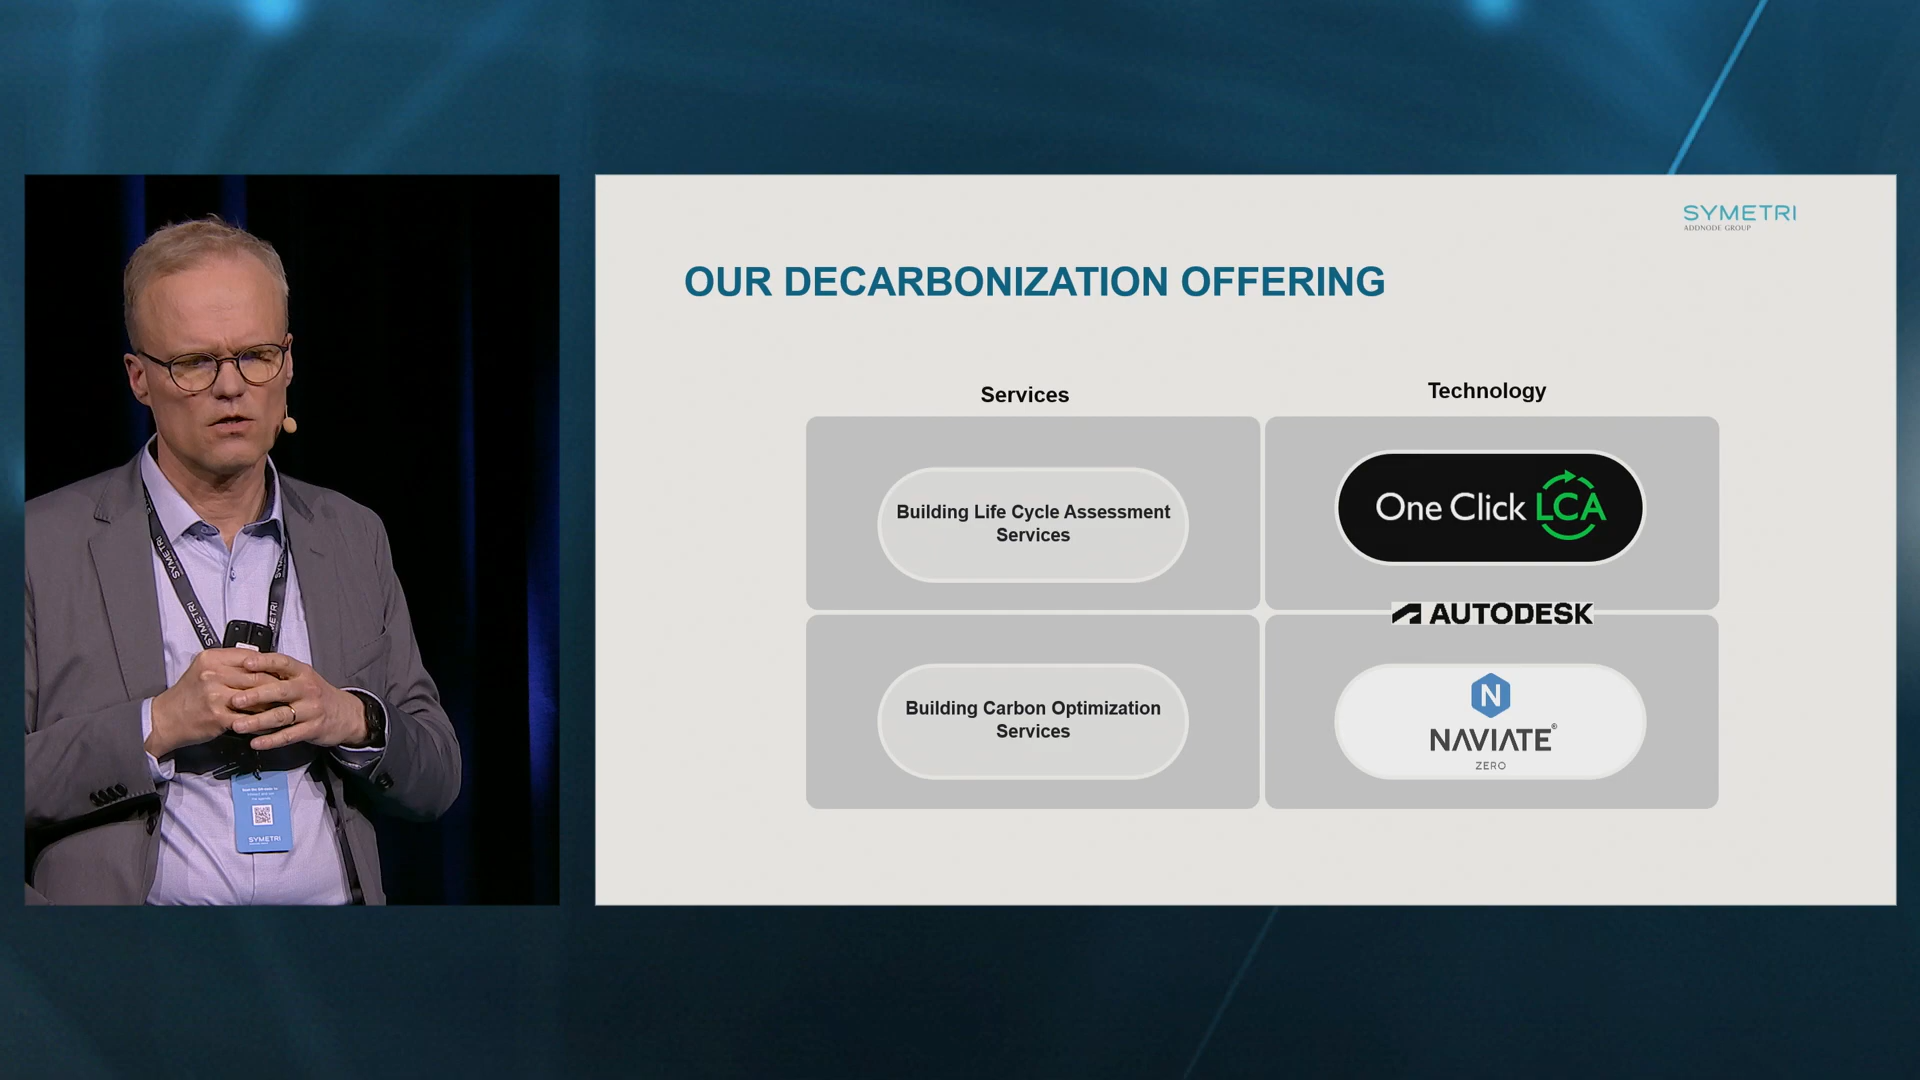 SYMETRI
ADDNODE GROUP
OUR DECARBONIZATION OFFERING
Services
Technology
Building Life Cycle Assessment
Services
One Click LCA
AUTODESK
Building Carbon Optimization
Services
N
NAVIATE®
ZERO
SYMETRI
SYMETRI
SYMETRI
SYMETRI